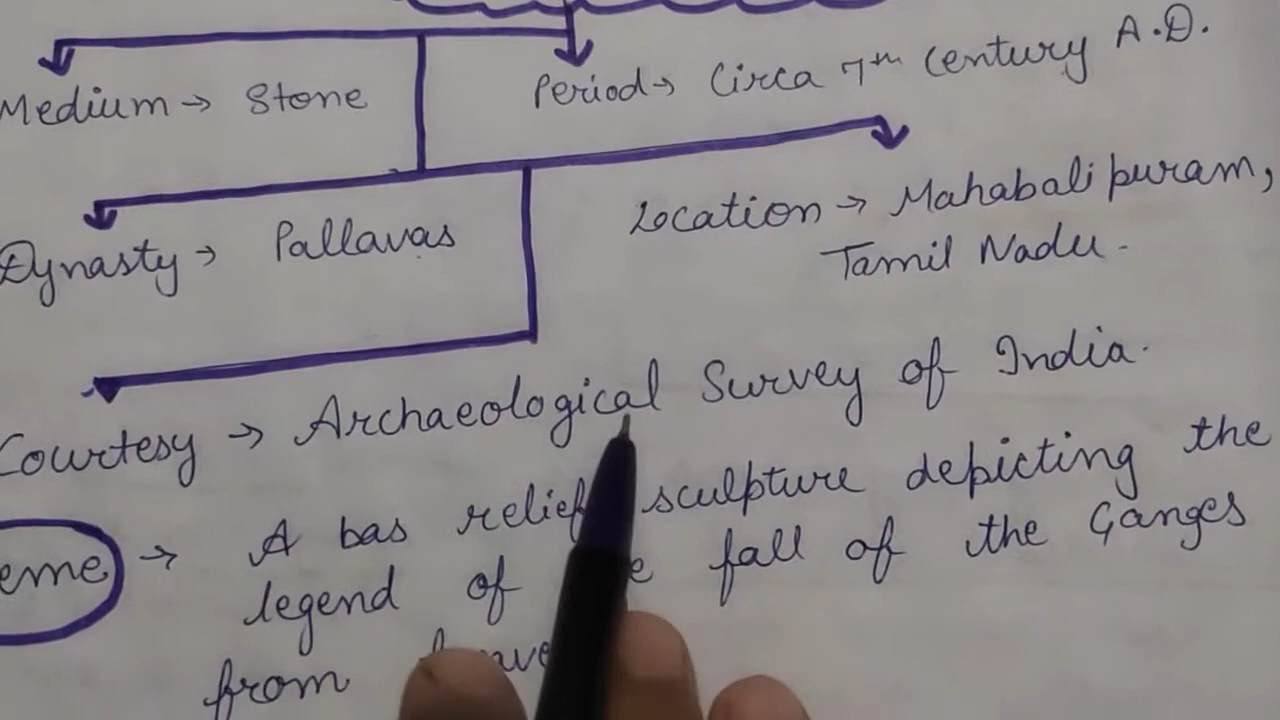 Medium → Stone
Period → Circa 7th Century A.D.
Dynasty → Pallavas
Location → Mahabalipuram,
Tamil Nadu.
Courtesy → Archaeological Survey of India.
eme → A bas relief sculpture depicting the
legend of fall of the Ganges
from